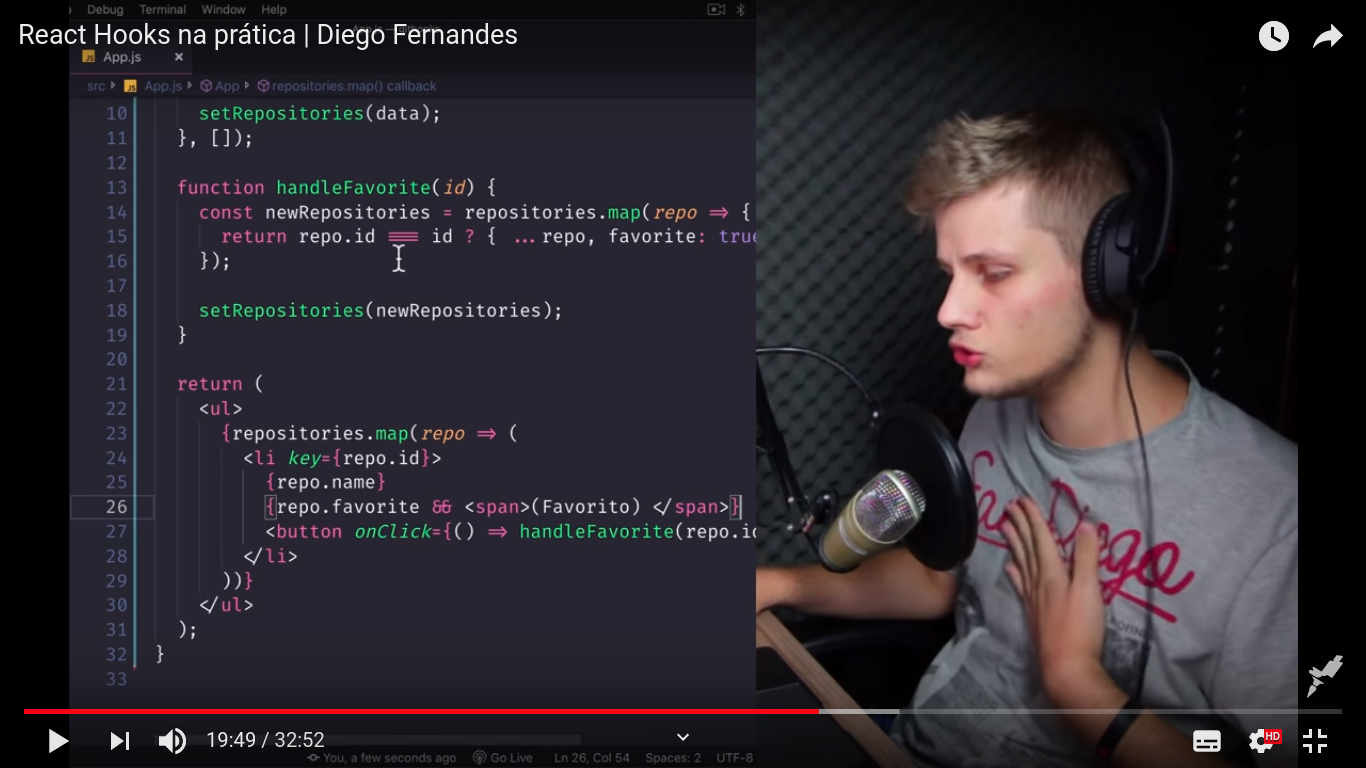 Debug Terminal Window Help
React Hooks na prática | Diego Fernandes
JS App.js ×
src App.js App repositories.map() callback
10 setRepositories(data);
11 }, []);
12
13 function handleFavorite(id) {
14 const newRepositories = repositories.map(repo => {
15 return repo.id === id ? { ...repo, favorite: true
16 });
17
18 setRepositories(newRepositories);
19 }
20
21 return (
22 <ul>
23 {repositories.map(repo => (
24 <li key={repo.id}>
25 {repo.name}
26 {repo.favorite && <span>(Favorito) </span>}
27 <button onClick={() => handleFavorite(repo.id
28 </li>
29 ))}
30 </ul>
31 );
32 }
33
Diego
19:49 / 32:52
HD
You, a few seconds ago Go Live Ln 26, Col 54 Spaces: 2 UTF-8